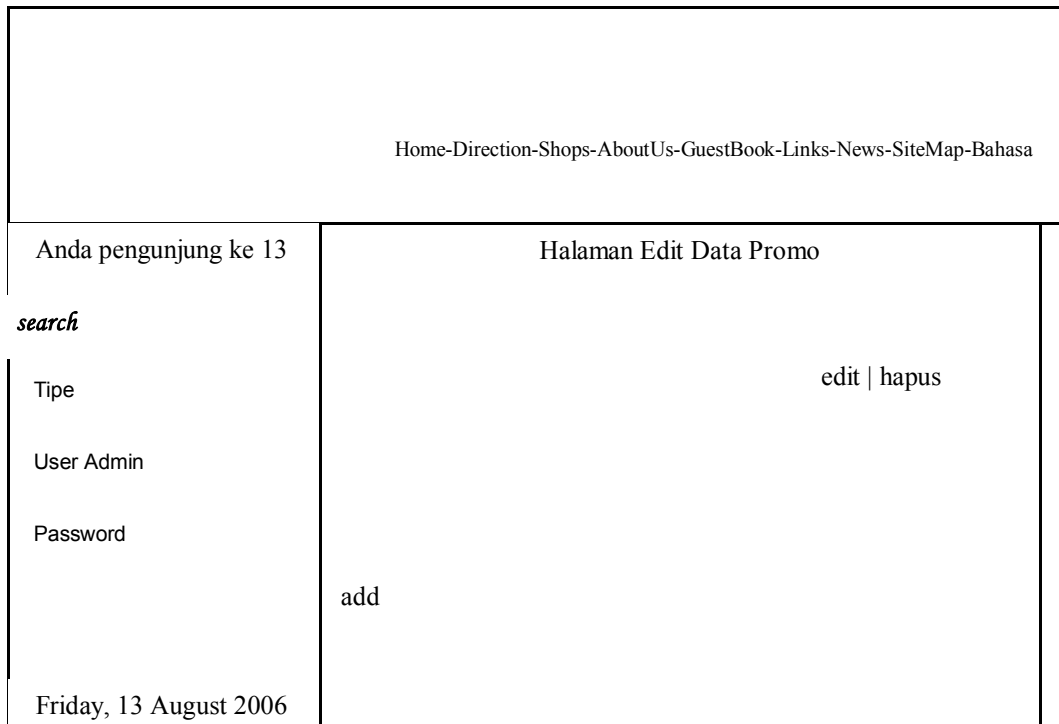 Home-Direction-Shops-AboutUs-GuestBook-Links-News-SiteMap-Bahasa
Anda pengunjung ke 13
Halaman Edit Data Promo
search
edit | hapus
Tipe
User Admin
Password
add
Friday, 13 August 2006